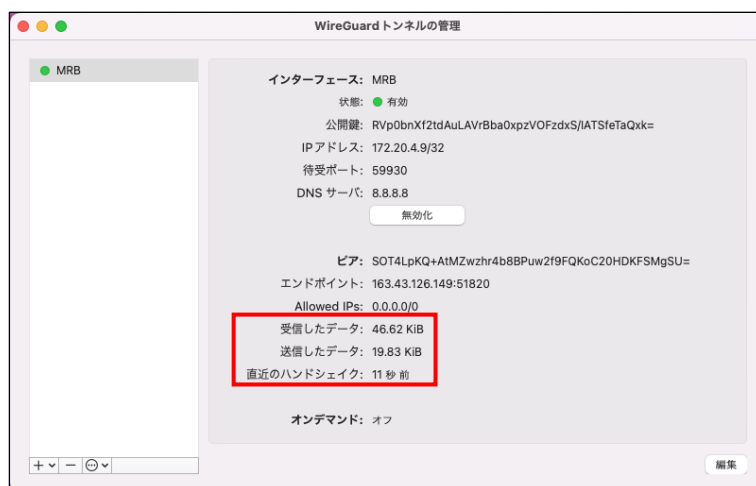 WireGuard トンネルの管理
MRB
インターフェース: MRB
状態: 有効
公開鍵: RVp0bnXf2tdAuLAVrBba0xpzVOFzdxS/IATSfeTaQxk=
IPアドレス: 172.20.4.9/32
待受ポート: 59930
DNS サーバ: 8.8.8.8
無効化
ピア: SOT4LpKQ+AtMZwzhr4b8BPuw2f9FQKoC20HDKFSMgSU=
エンドポイント: 163.43.126.149:51820
Allowed IPs: 0.0.0.0/0
受信したデータ: 46.62 KiB
送信したデータ: 19.83 KiB
直近のハンドシェイク: 11 秒 前
オンデマンド: オフ
編集